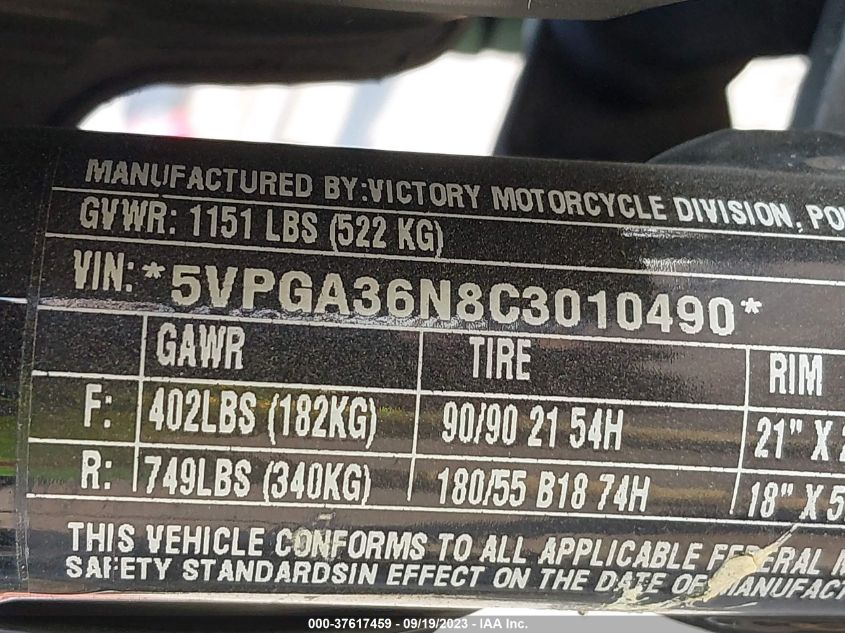 MANUFACTURED BY:VICTORY MOTORCYCLE DIVISION,
GVWR: 1151 LBS (522 KG)
VIN: *5VPGA36N8C3010490*
GAWR TIRE RIM
F: 402LBS (182KG) 90/90 21 54H 21" X
R: 749LBS (340KG) 180/55 B18 74H 18" X 5
THIS VEHICLE CONFORMS TO ALL APPLICABLE FEDERAL
SAFETY STANDARDSIN EFFECT ON THE DATE OF MANUFACT
000-37617459 - 09/19/2023 - IAA Inc.